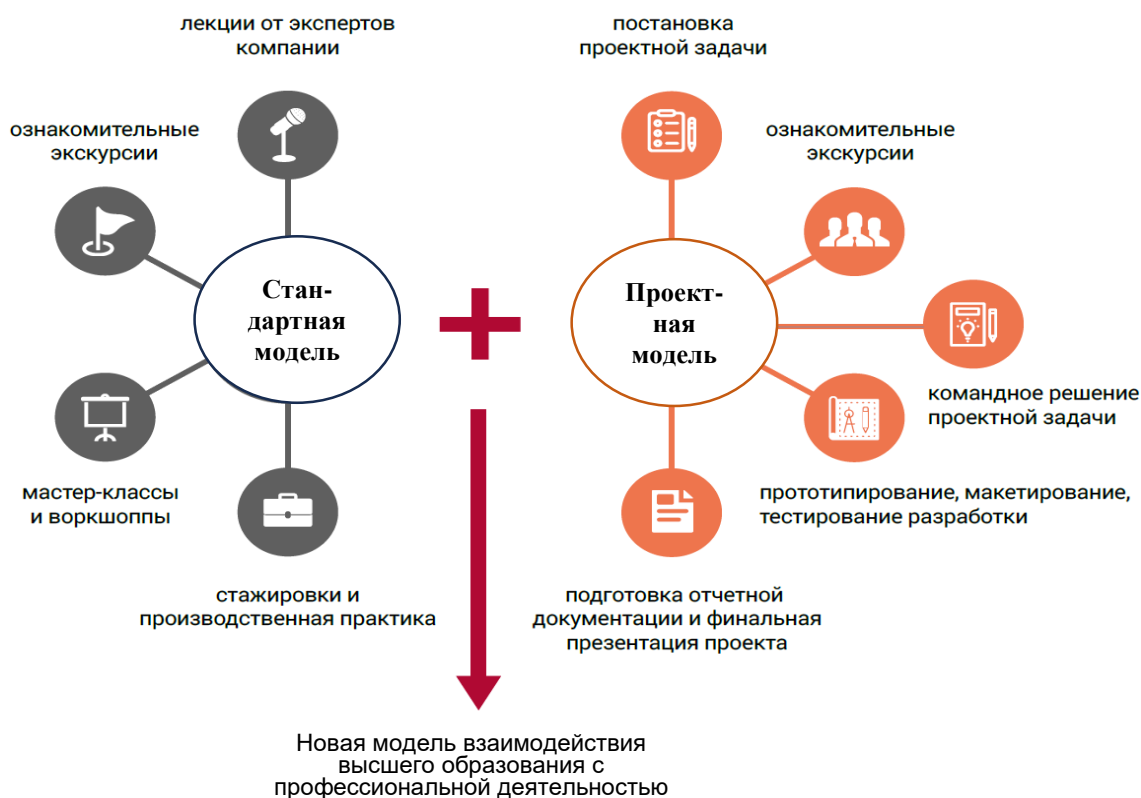 лекции от экспертов
компании
ознакомительные
экскурсии
Стан-
дартная
модель
мастер-классы
и воркшоппы
стажировки и
производственная практика
постановка
проектной задачи
ознакомительные
экскурсии
Проект-
ная
модель
командное решение
проектной задачи
прототипирование, макетирование,
тестирование разработки
подготовка отчетной
документации и финальная
презентация проекта
Новая модель взаимодействия
высшего образования с
профессиональной деятельностью